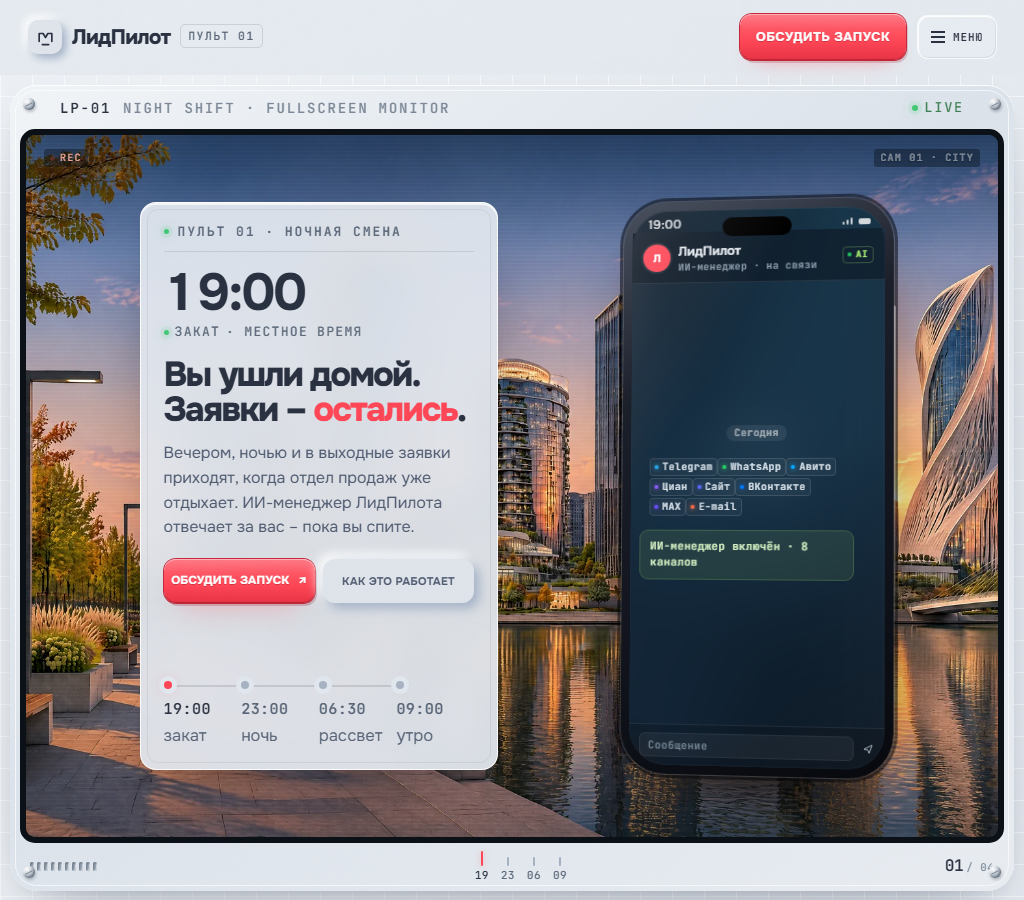 ЛидПилот
ПУЛЬТ 01
ОБСУДИТЬ ЗАПУСК
МЕНЮ
LP-01 NIGHT SHIFT · FULLSCREEN MONITOR
LIVE
REC
CAM 01 · CITY
ПУЛЬТ 01 · НОЧНАЯ СМЕНА
19:00
ЗАКАТ · МЕСТНОЕ ВРЕМЯ
Вы ушли домой.
Заявки – остались.
Вечером, ночью и в выходные заявки
приходят, когда отдел продаж уже
отдыхает. ИИ-менеджер ЛидПилота
отвечает за вас – пока вы спите.
ОБСУДИТЬ ЗАПУСК
КАК ЭТО РАБОТАЕТ
19:00 23:00 06:30 09:00
закат ночь рассвет утро
19:00
Л
ЛидПилот
ИИ-менеджер · на связи
AI
Сегодня
Telegram WhatsApp Авито
Циан Сайт ВКонтакте
MAX E-mail
ИИ-менеджер включён · 8
каналов
Сообщение
19 23 06 09
01 /